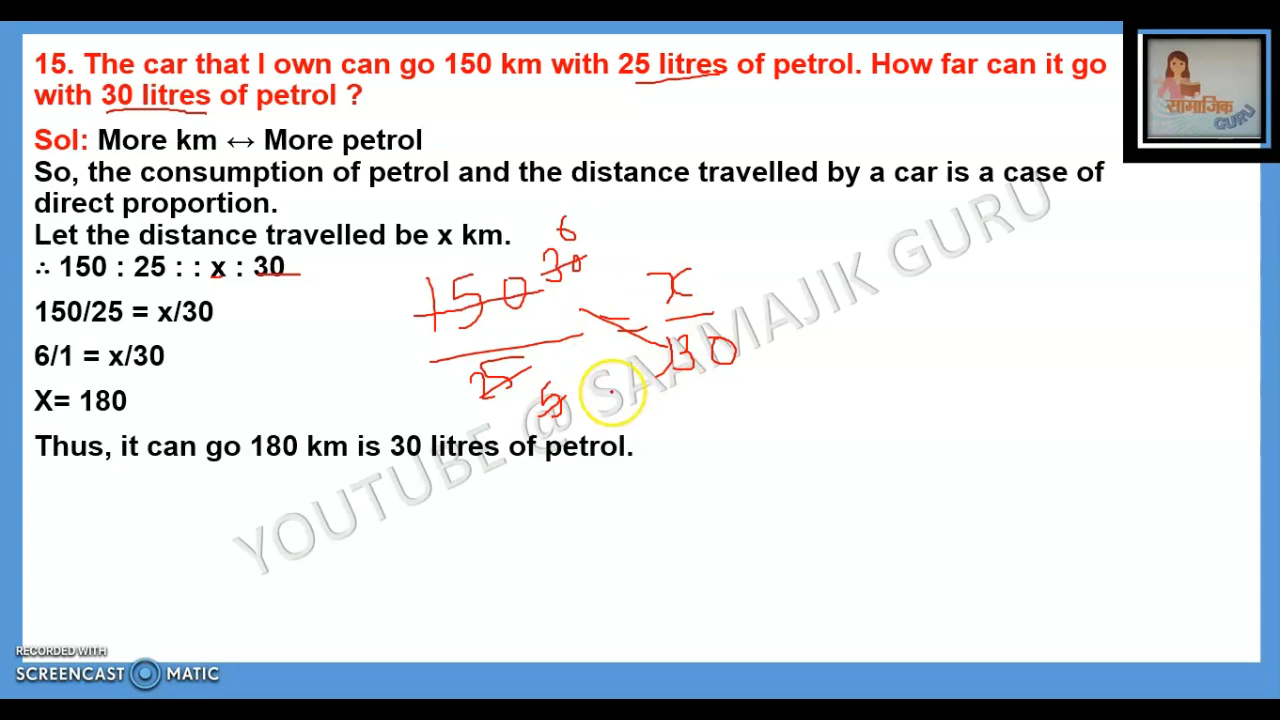 15. The car that I own can go 150 km with 25 litres of petrol. How far can it go
with 30 litres of petrol ?
सामाजिक
GURU
Sol: More km ↔ More petrol
So, the consumption of petrol and the distance travelled by a car is a case of
direct proportion.
Let the distance travelled be x km.
∴ 150 : 25 : : x : 30
150/25 = x/30
6/1 = x/30
X= 180
Thus, it can go 180 km is 30 litres of petrol.
6
30
150 = x
25 30
5
YOUTUBE @ SAAMAJIK GURU
RECORDED WITH
SCREENCAST MATIC